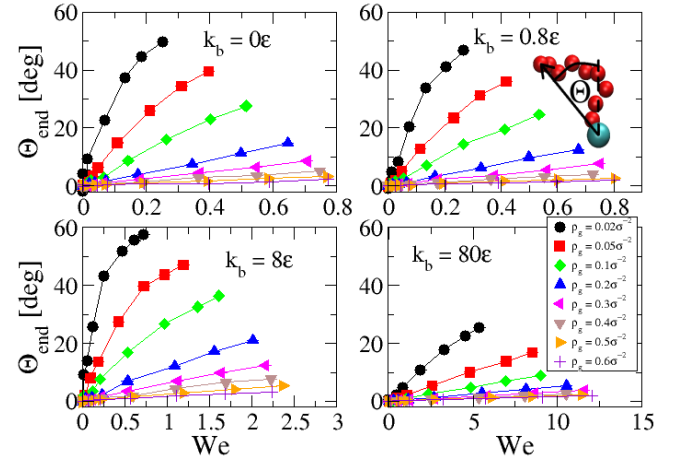 60
40
20
0
Θ_end [deg]
k_b = 0ε
0 0.2 0.4 0.6 0.8
60
40
20
0
k_b = 0.8ε
Θ
0 0.2 0.4 0.6 0.8
60
40
20
0
Θ_end [deg]
k_b = 8ε
0 0.5 1 1.5 2 2.5 3
We
60
40
20
0
k_b = 80ε
0 5 10 15
We
ρ_g = 0.02σ⁻²
ρ_g = 0.05σ⁻²
ρ_g = 0.1σ⁻²
ρ_g = 0.2σ⁻²
ρ_g = 0.3σ⁻²
ρ_g = 0.4σ⁻²
ρ_g = 0.5σ⁻²
ρ_g = 0.6σ⁻²